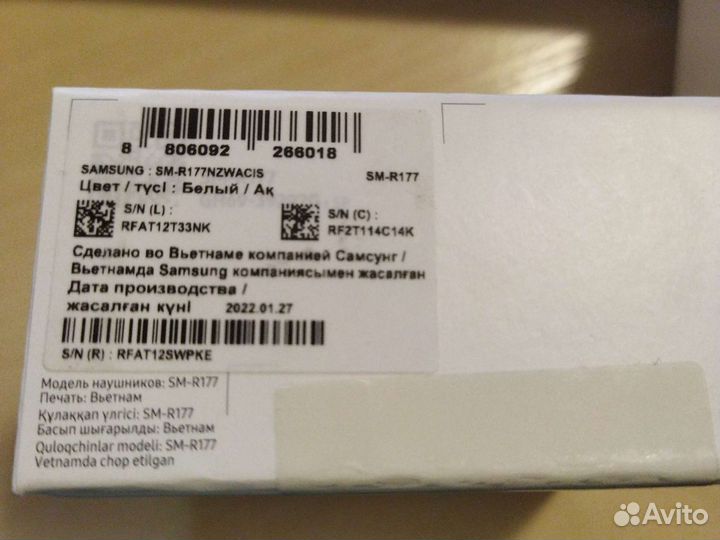 8 806092 266018
SAMSUNG : SM-R177NZWACIS SM-R177
Цвет / түсі : Белый / Ақ
S/N (L) : S/N (C) :
RFAT12T33NK RF2T114C14K
Сделано во Вьетнаме компанией Самсунг /
Вьетнамда Samsung компаниясымен жасалған
Дата производства /
жасалған күні 2022.01.27
S/N (R) : RFAT12SWPKE
Модель наушников: SM-R177
Печать: Вьетнам
Құлаққап үлгісі: SM-R177
Басып шығарылды: Вьетнам
Quloqchinlar modeli: SM-R177
Vetnamda chop etilgan
Avito